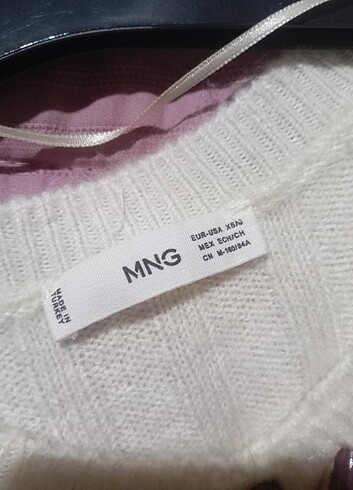 MNG
EUR-USA XS/S
MEX ECH/CH
CN M-160/84A
MADE IN
TURKEY